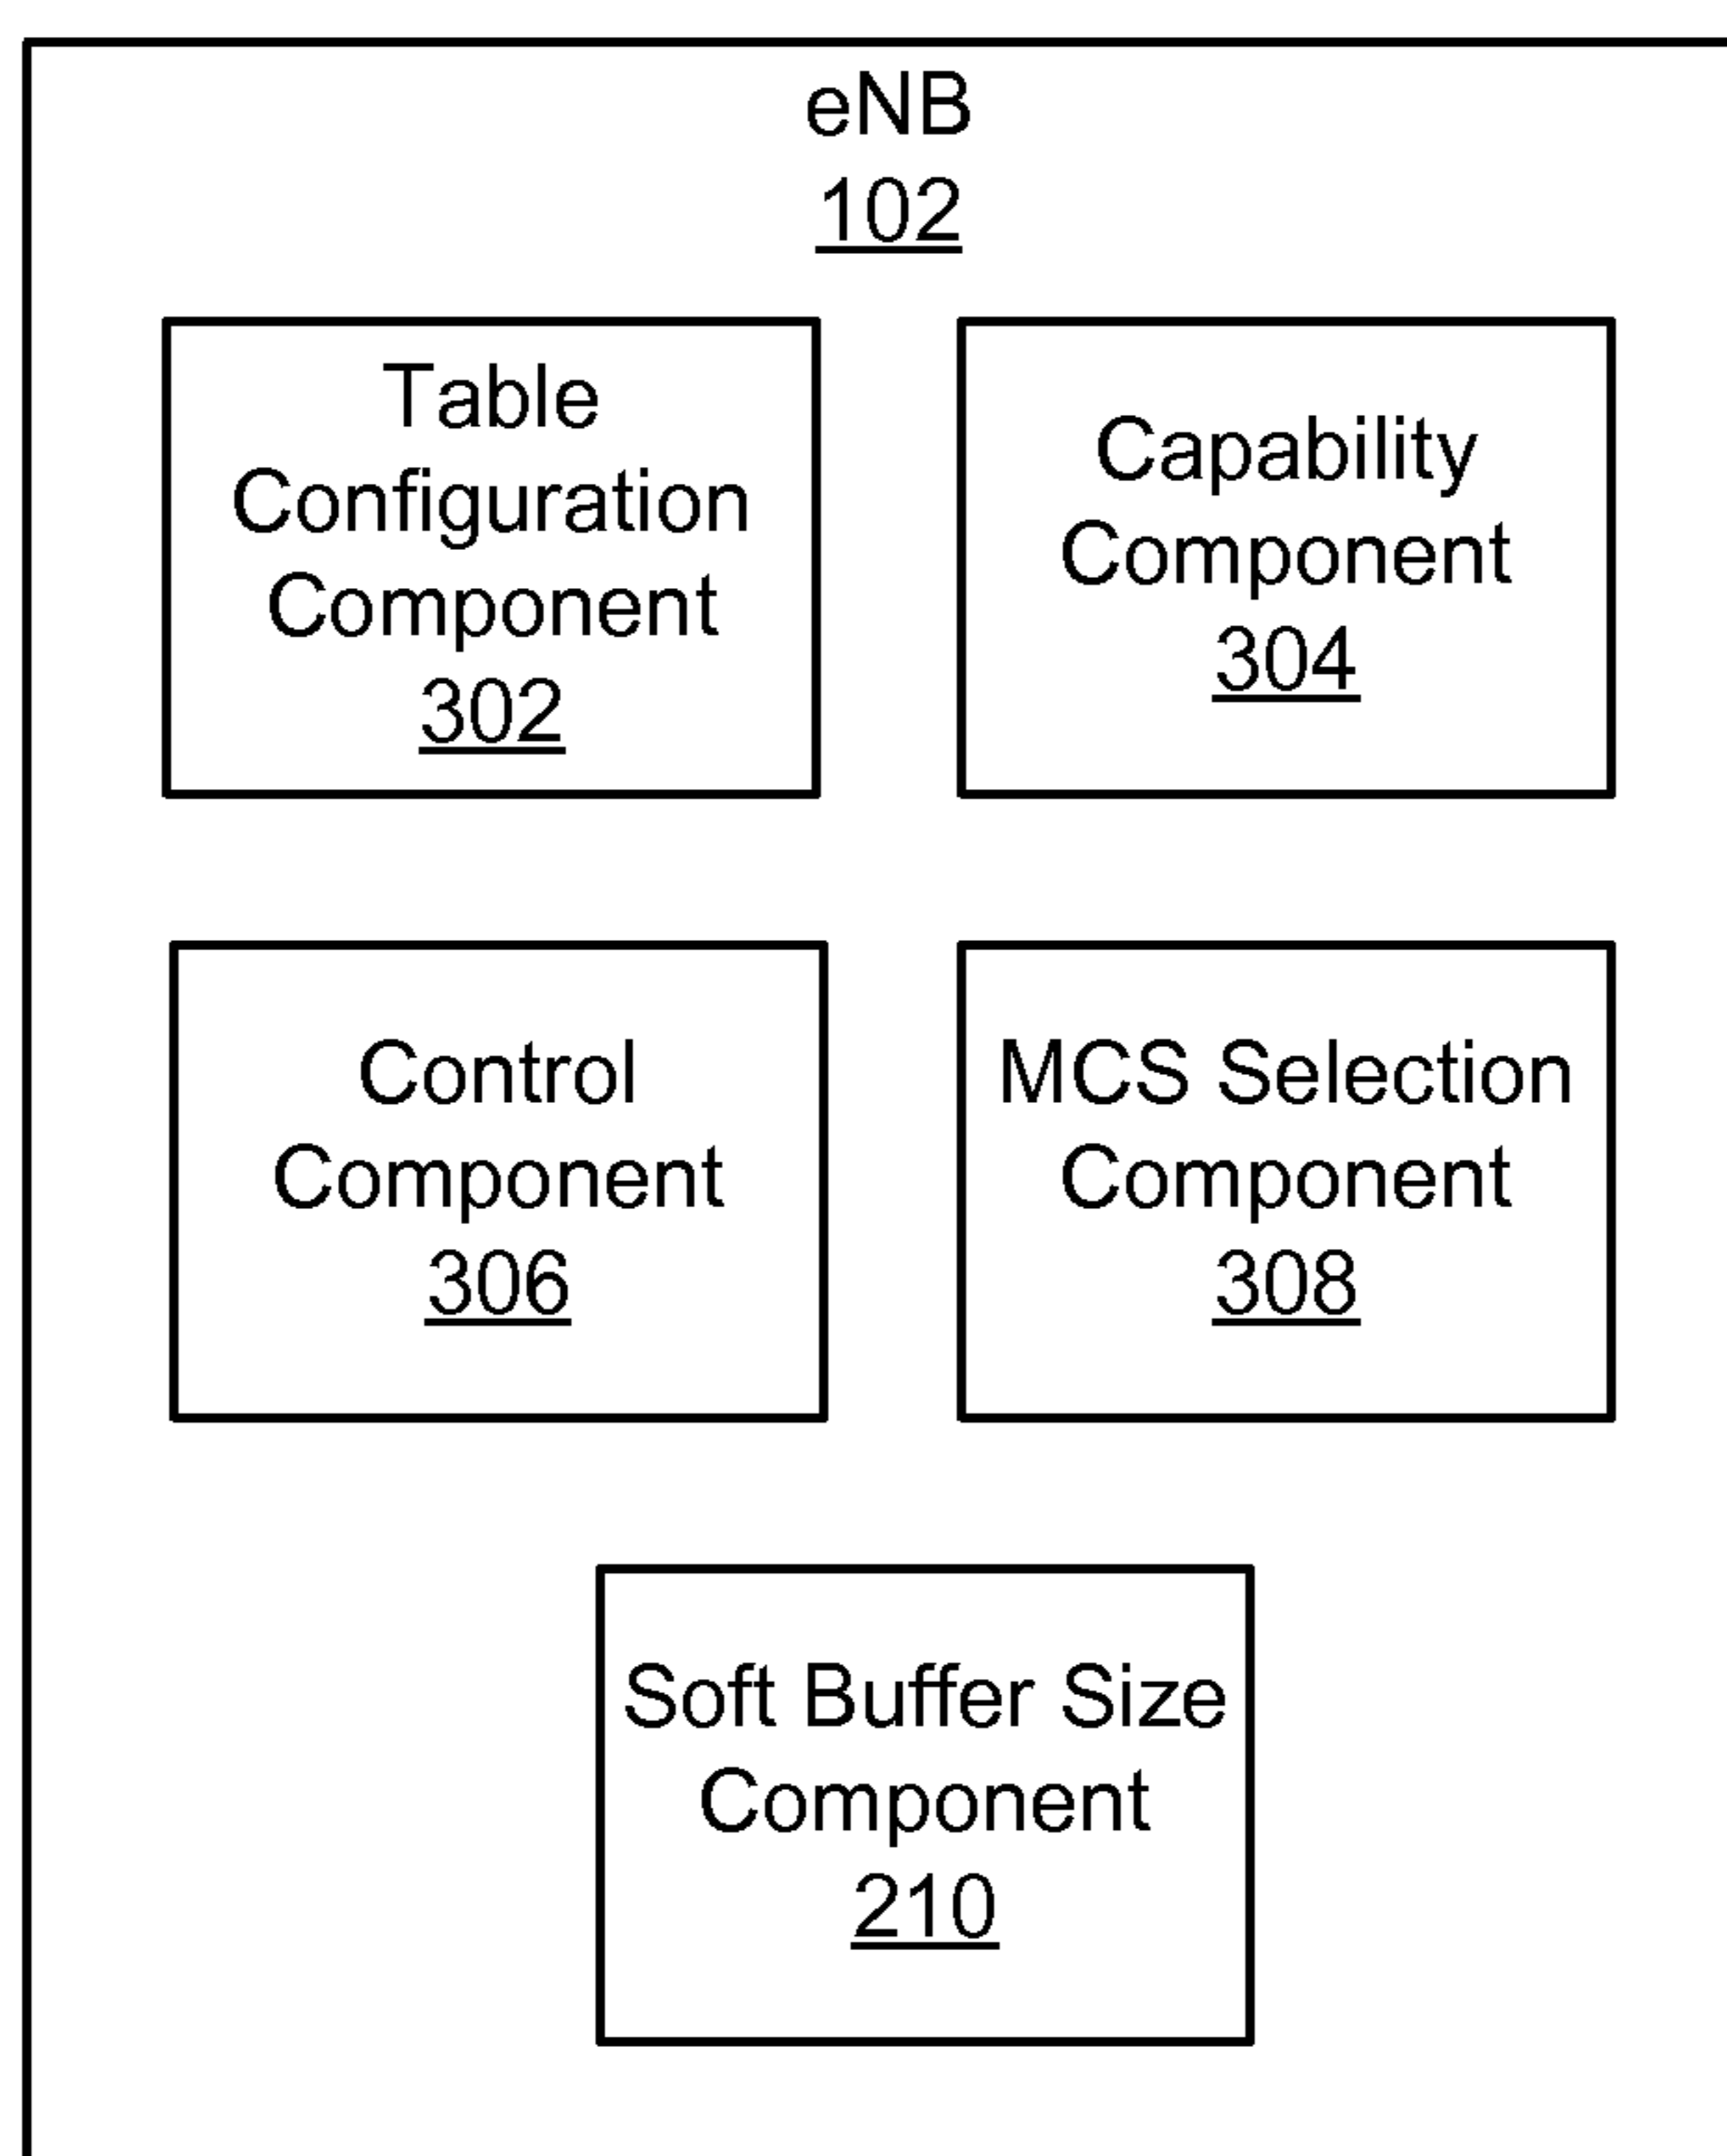 eNB
102
Table
Configuration
Component
302
Capability
Component
304
Control
Component
306
MCS Selection
Component
308
Soft Buffer Size
Component
210